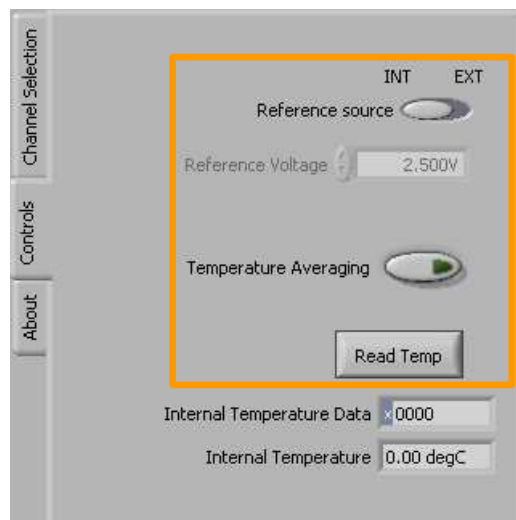 Channel Selection
Controls
About
INT EXT
Reference source
Reference Voltage 2.500V
Temperature Averaging
Read Temp
Internal Temperature Data x0000
Internal Temperature 0.00 degC